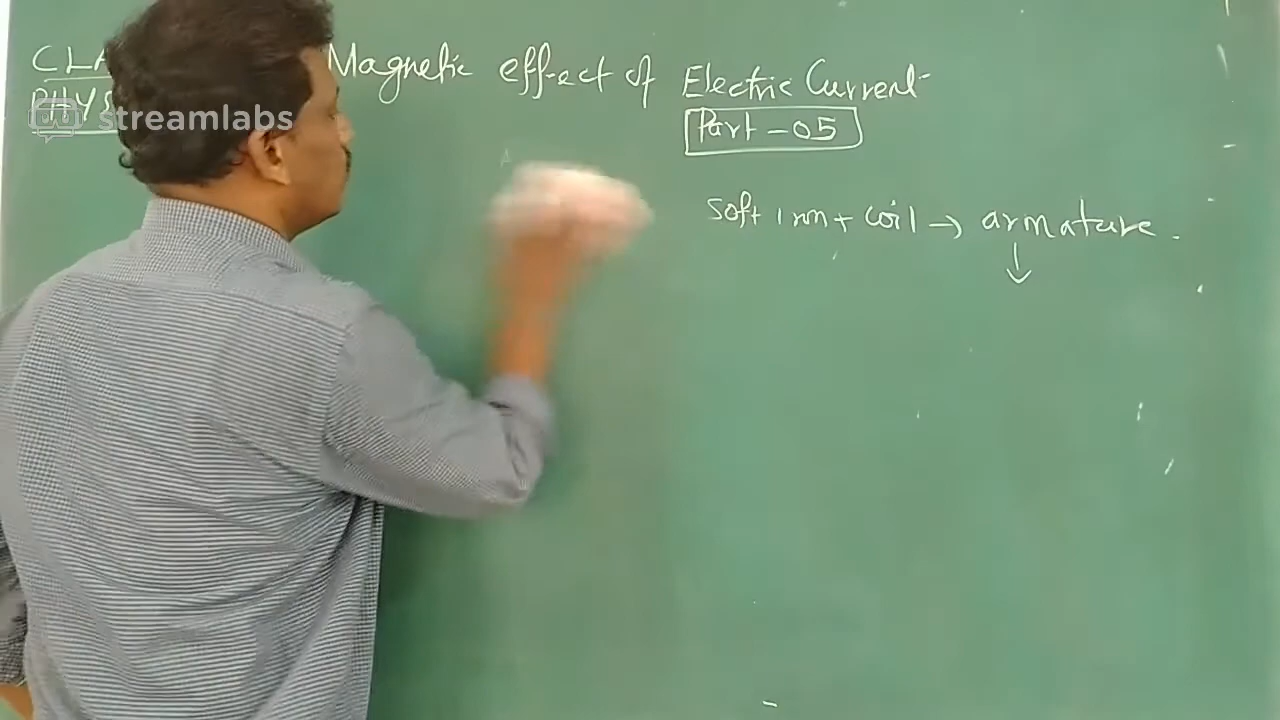 Magnetic effect of Electric Current
Part - 05
streamlabs
soft iron + coil → armature.